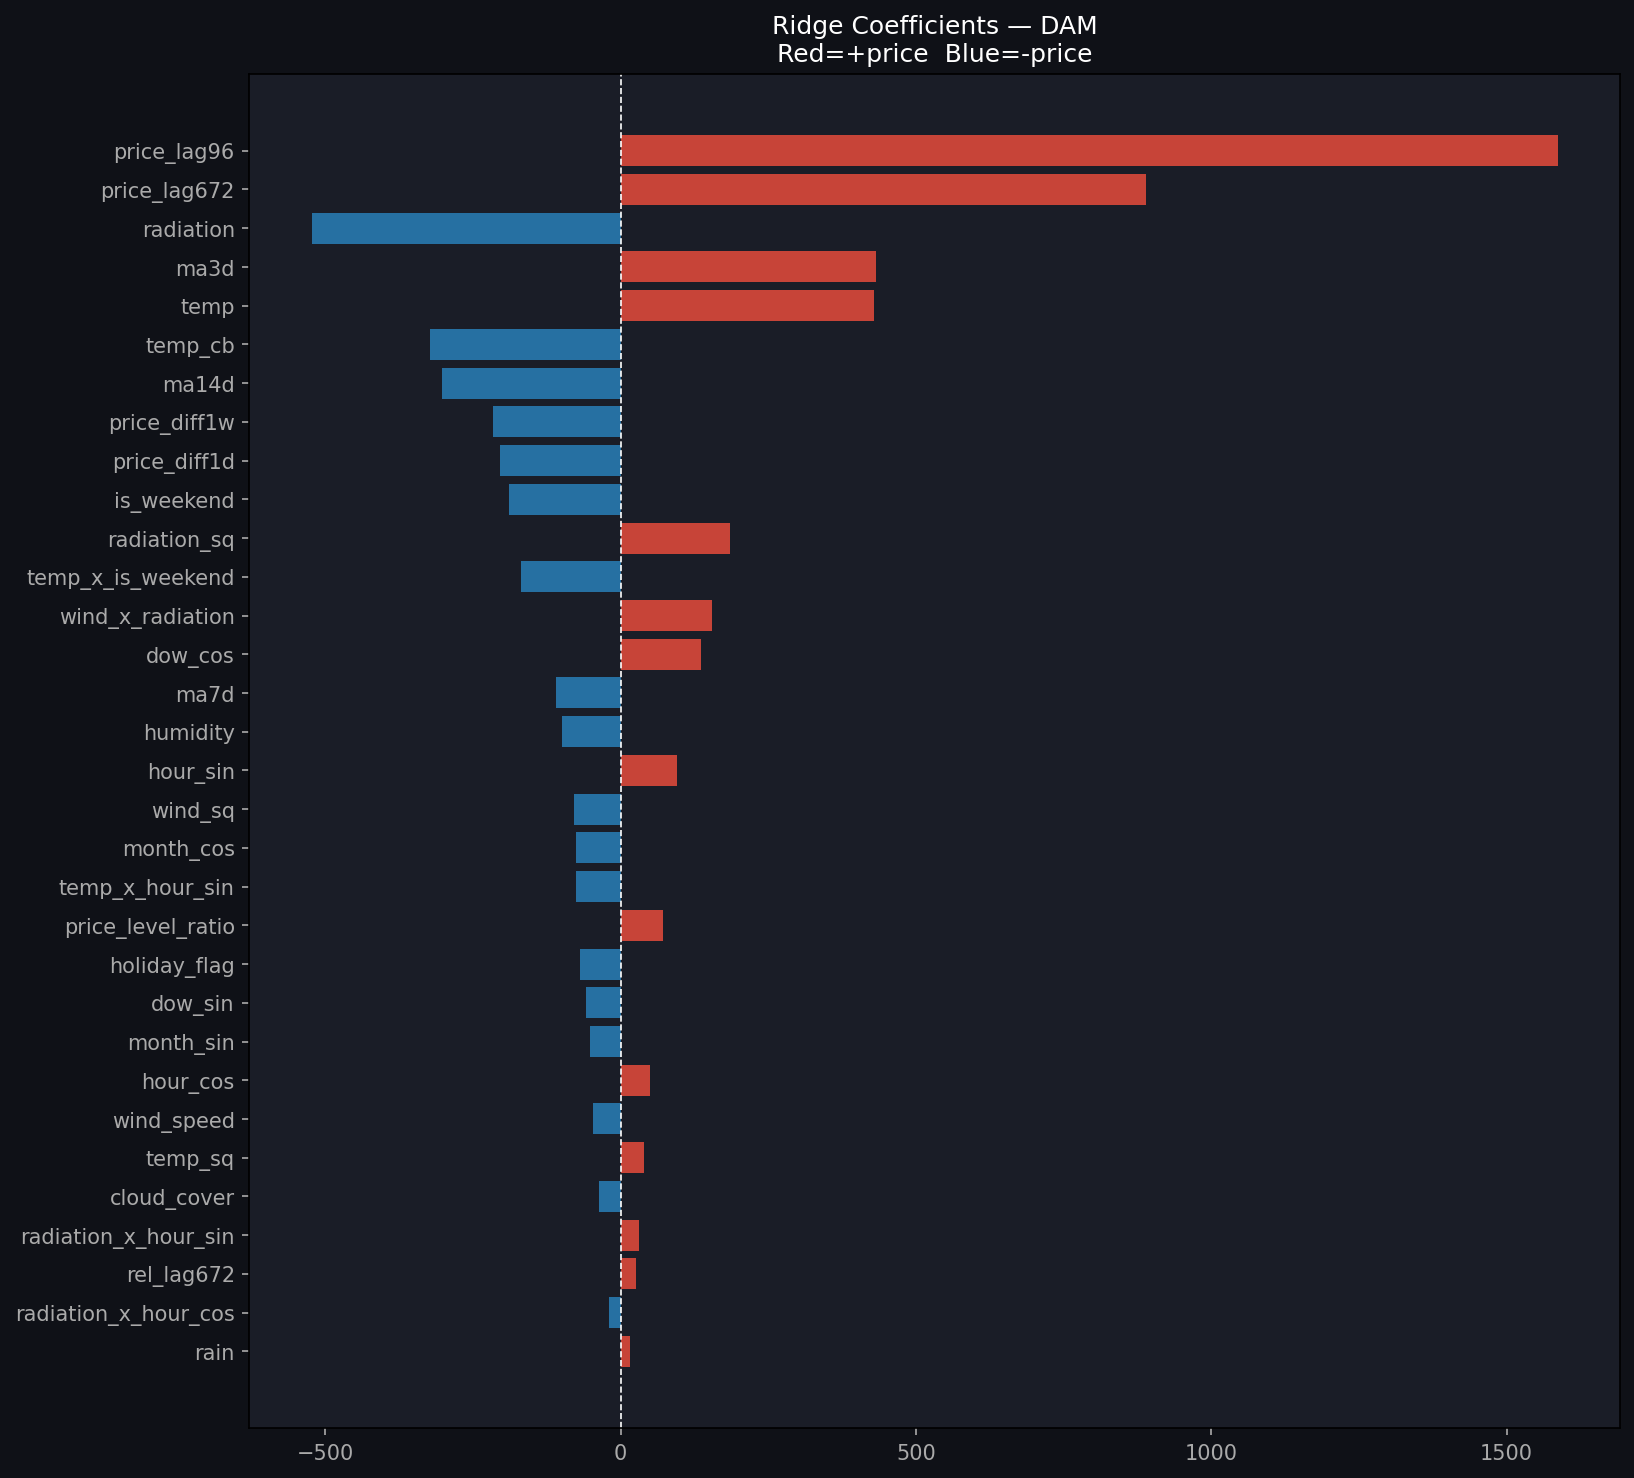 Ridge Coefficients — DAM
Red=+price  Blue=-price
price_lag96
price_lag672
radiation
ma3d
temp
temp_cb
ma14d
price_diff1w
price_diff1d
is_weekend
radiation_sq
temp_x_is_weekend
wind_x_radiation
dow_cos
ma7d
humidity
hour_sin
wind_sq
month_cos
temp_x_hour_sin
price_level_ratio
holiday_flag
dow_sin
month_sin
hour_cos
wind_speed
temp_sq
cloud_cover
radiation_x_hour_sin
rel_lag672
radiation_x_hour_cos
rain
−500 0 500 1000 1500